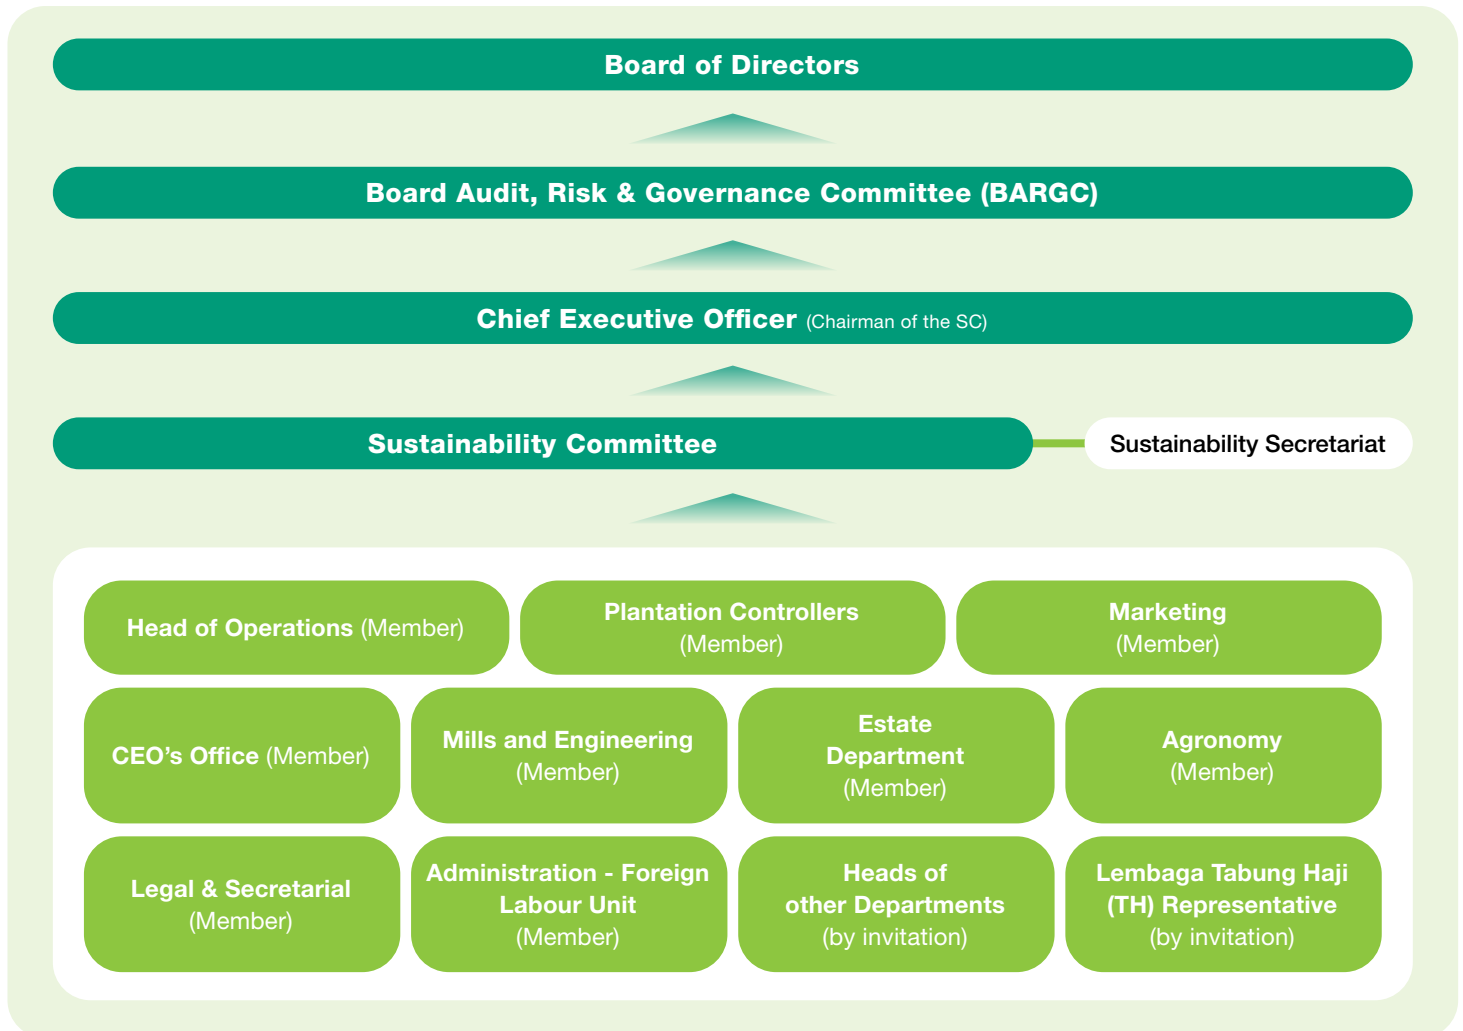 Board of Directors
Board Audit, Risk & Governance Committee (BARGC)
Chief Executive Officer (Chairman of the SC)
Sustainability Committee
Sustainability Secretariat
Head of Operations (Member)
Plantation Controllers
(Member)
Marketing
(Member)
CEO’s Office (Member)
Mills and Engineering
(Member)
Estate
Department
(Member)
Agronomy
(Member)
Legal & Secretarial
(Member)
Administration - Foreign
Labour Unit
(Member)
Heads of
other Departments
(by invitation)
Lembaga Tabung Haji
(TH) Representative
(by invitation)